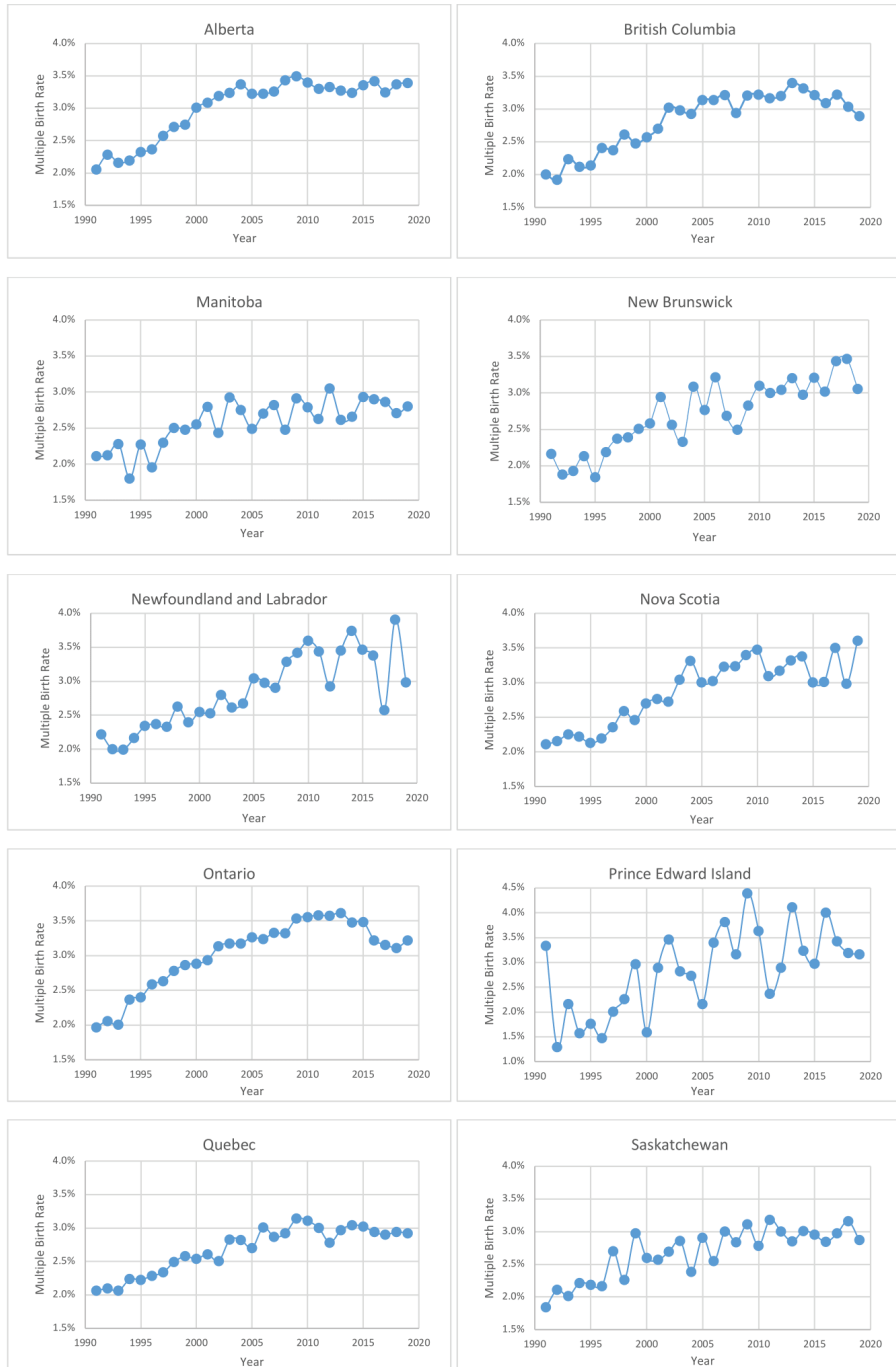 Alberta
4.0%
3.5%
3.0%
2.5%
2.0%
1.5%
Multiple Birth Rate
1990 1995 2000 2005 2010 2015 2020
Year
British Columbia
4.0%
3.5%
3.0%
2.5%
2.0%
1.5%
Multiple Birth Rate
1990 1995 2000 2005 2010 2015 2020
Year
Manitoba
4.0%
3.5%
3.0%
2.5%
2.0%
1.5%
Multiple Birth Rate
1990 1995 2000 2005 2010 2015 2020
Year
New Brunswick
4.0%
3.5%
3.0%
2.5%
2.0%
1.5%
Multiple Birth Rate
1990 1995 2000 2005 2010 2015 2020
Year
Newfoundland and Labrador
4.0%
3.5%
3.0%
2.5%
2.0%
1.5%
Multiple Birth Rate
1990 1995 2000 2005 2010 2015 2020
Year
Nova Scotia
4.0%
3.5%
3.0%
2.5%
2.0%
1.5%
Multiple Birth Rate
1990 1995 2000 2005 2010 2015 2020
Year
Ontario
4.0%
3.5%
3.0%
2.5%
2.0%
1.5%
Multiple Birth Rate
1990 1995 2000 2005 2010 2015 2020
Year
Prince Edward Island
4.5%
4.0%
3.5%
3.0%
2.5%
2.0%
1.5%
1.0%
Multiple Birth Rate
1990 1995 2000 2005 2010 2015 2020
Year
Quebec
4.0%
3.5%
3.0%
2.5%
2.0%
1.5%
Multiple Birth Rate
1990 1995 2000 2005 2010 2015 2020
Year
Saskatchewan
4.0%
3.5%
3.0%
2.5%
2.0%
1.5%
Multiple Birth Rate
1990 1995 2000 2005 2010 2015 2020
Year